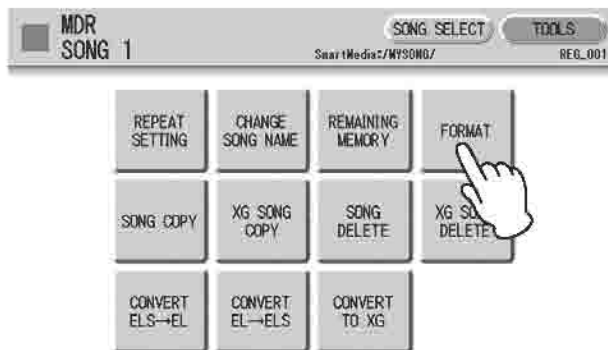 MDR
SONG 1
SONG SELECT
TOOLS
SmartMedia:/MYSONG/
REG_001
REPEAT
SETTING
CHANGE
SONG NAME
REMAINING
MEMORY
FORMAT
SONG COPY
XG SONG
COPY
SONG
DELETE
XG
DELETE
CONVERT
ELS→EL
CONVERT
EL→ELS
CONVERT
TO XG